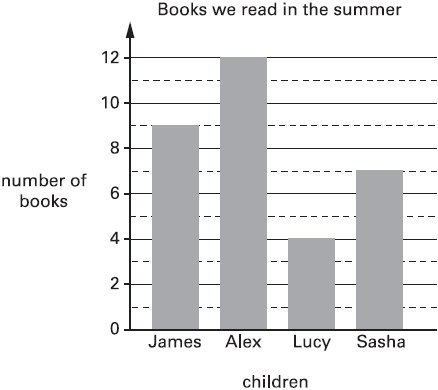 Books we read in the summer
12
10
8
6
4
2
0
number of
books
James Alex Lucy Sasha
children